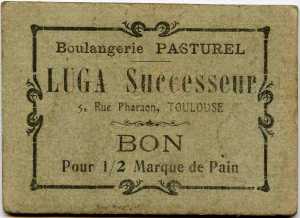 Boulangerie PASTUREL
LUGA Successeur
5, Rue Pharaon, TOULOUSE
BON
Pour 1/2 Marque de Pain